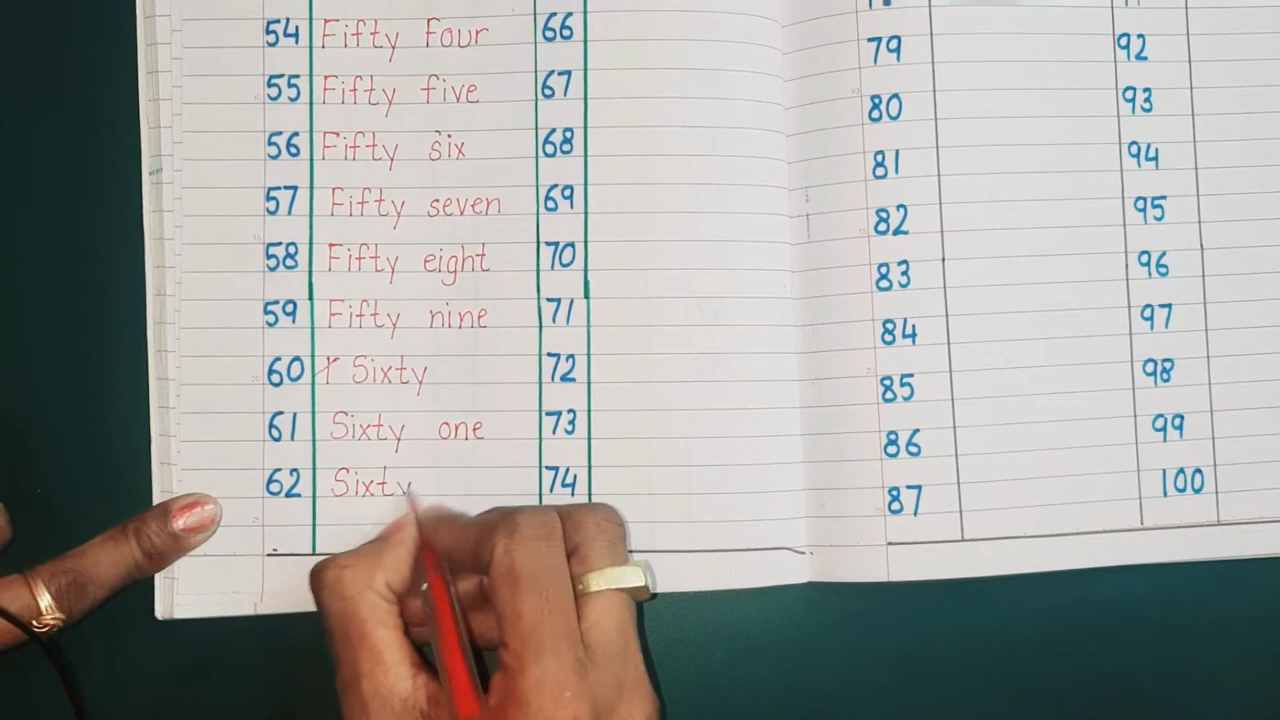 54 Fifty four 66
55 Fifty five 67
56 Fifty six 68
57 Fifty seven 69
58 Fifty eight 70
59 Fifty nine 71
60 Sixty 72
61 Sixty one 73
62 Sixty 74
79 92
80 93
81 94
82 95
83 96
84 97
85 98
86 99
87 100